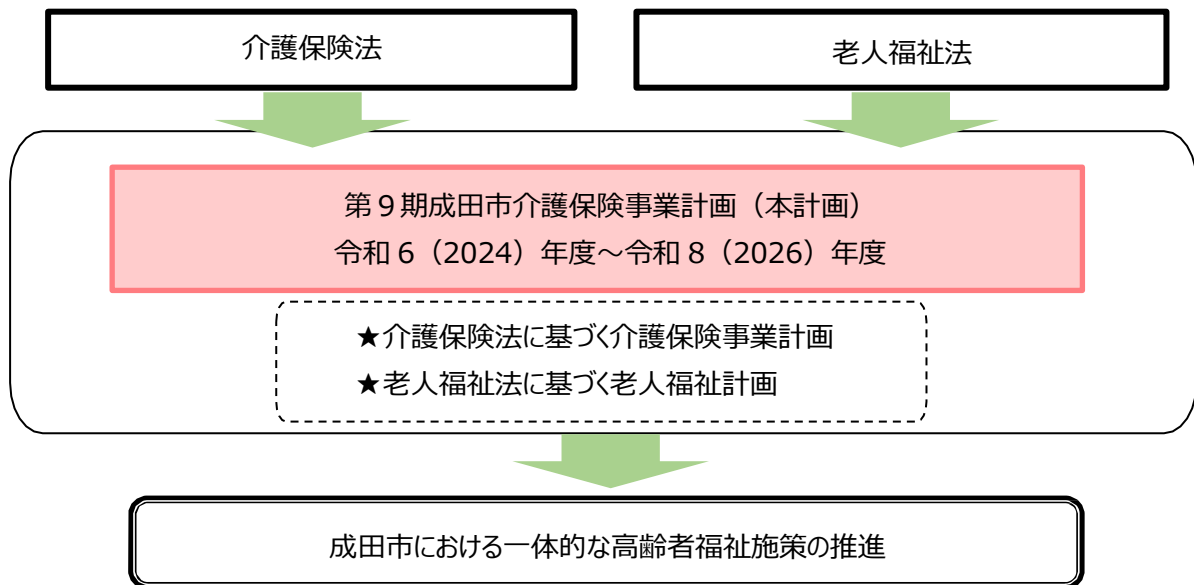 介護保険法
老人福祉法
第９期成田市介護保険事業計画（本計画）
令和６（2024）年度～令和８（2026）年度
★介護保険法に基づく介護保険事業計画
★老人福祉法に基づく老人福祉計画
成田市における一体的な高齢者福祉施策の推進